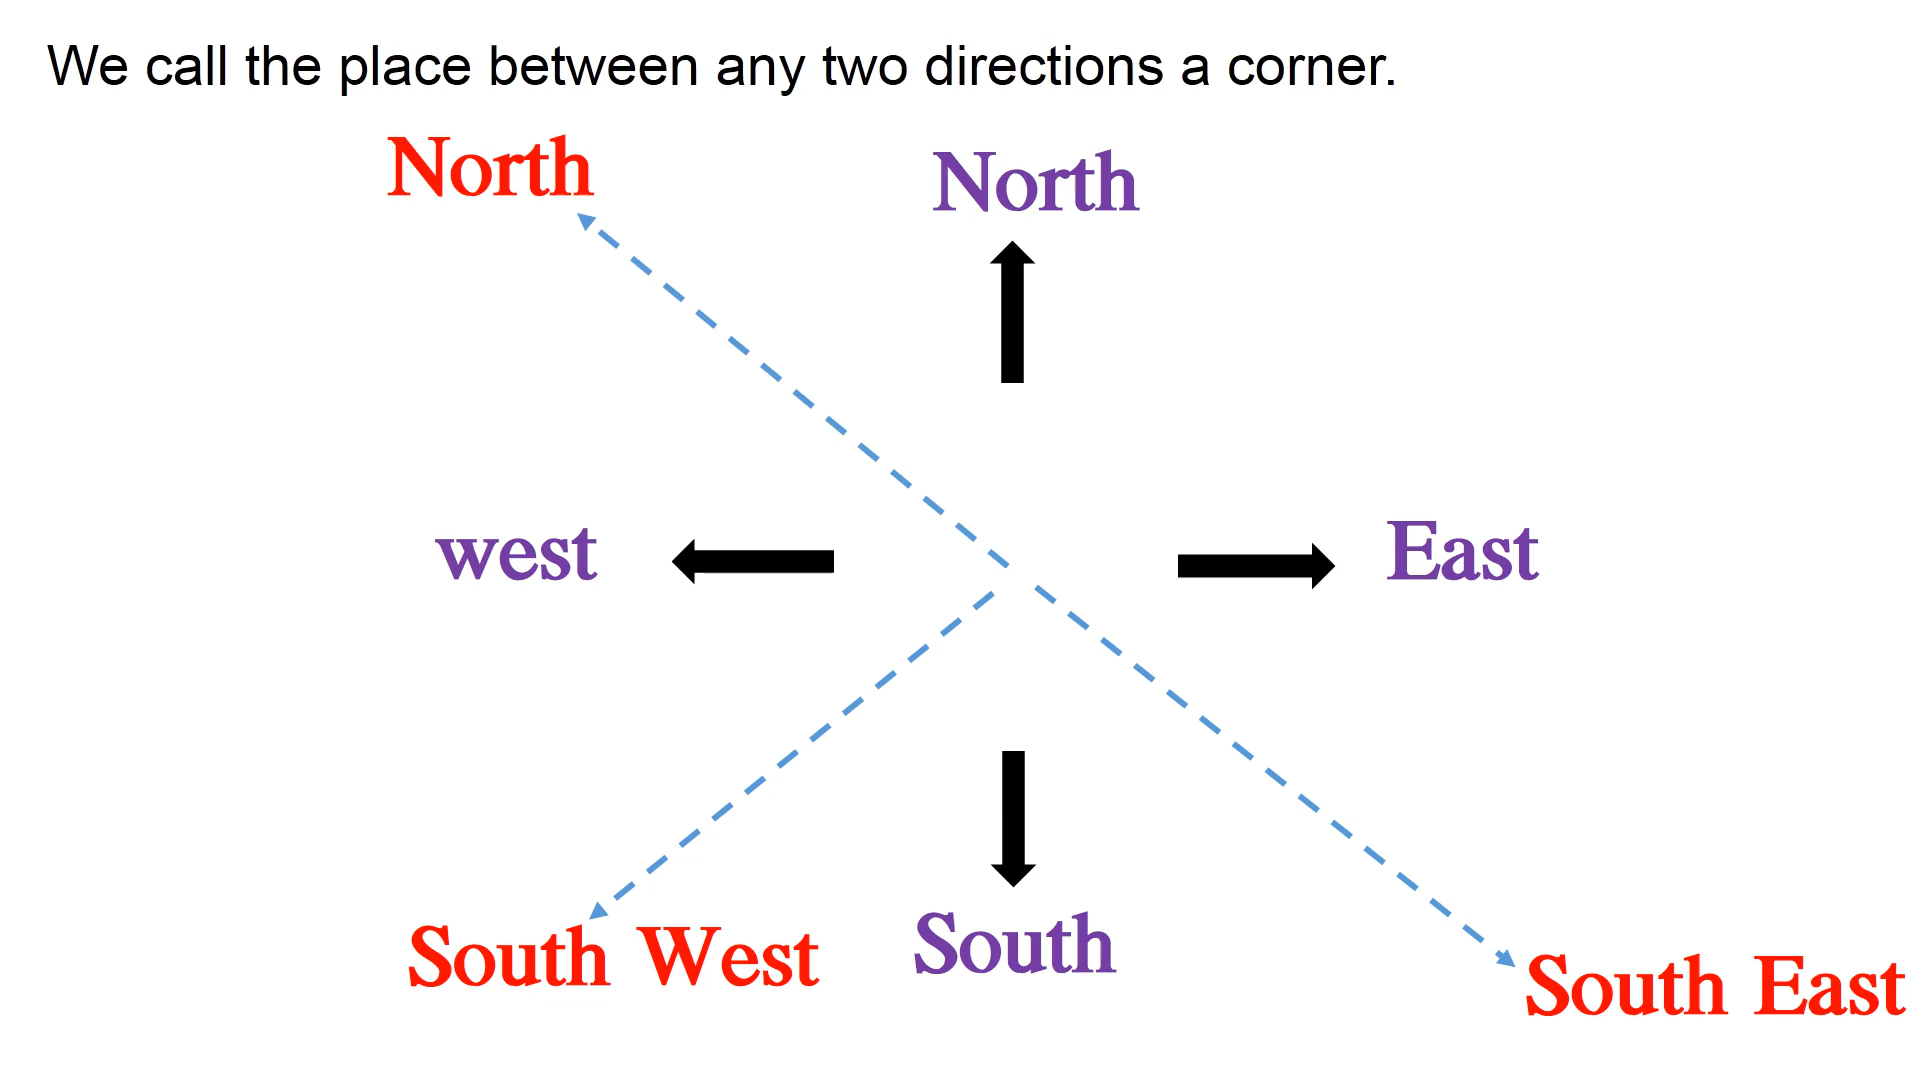 We call the place between any two directions a corner.
North
North
west
East
South West
South
South East